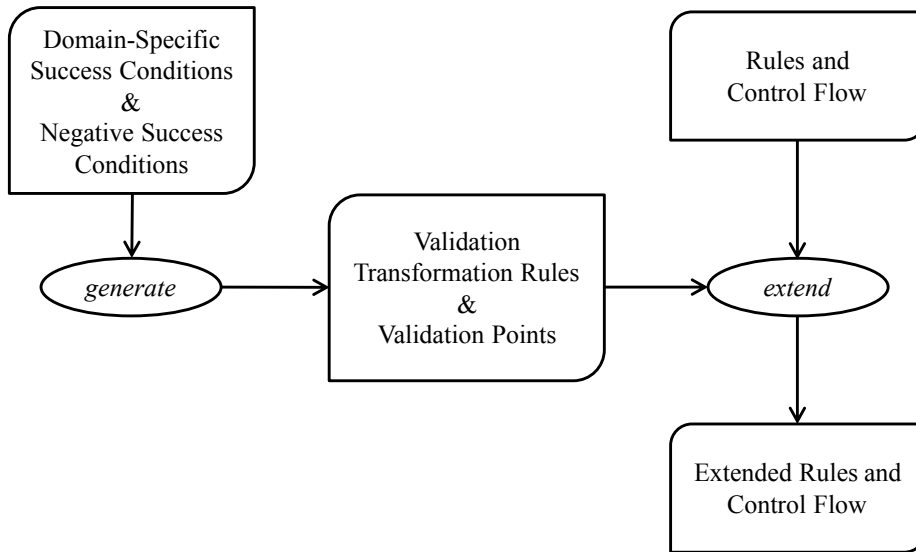 Domain-Specific
Success Conditions
&
Negative Success
Conditions
Rules and
Control Flow
generate
Validation
Transformation Rules
&
Validation Points
extend
Extended Rules and
Control Flow